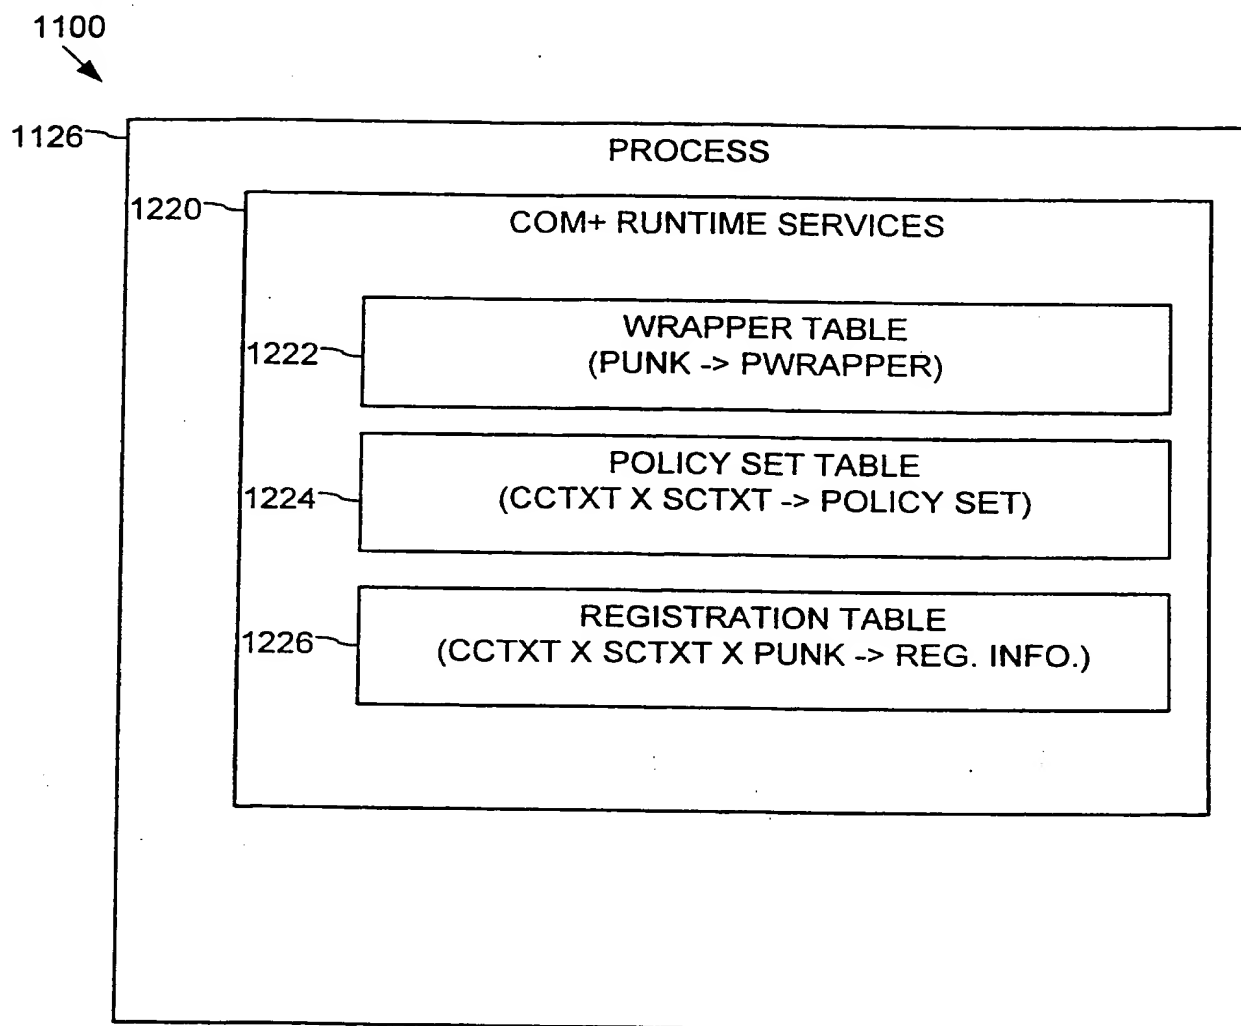 1100
1126
PROCESS
1220
COM+ RUNTIME SERVICES
WRAPPER TABLE
1222
(PUNK -> PWRAPPER)
POLICY SET TABLE
1224
(CCTXT X SCTXT -> POLICY SET)
REGISTRATION TABLE
1226
(CCTXT X SCTXT X PUNK -> REG. INFO.)